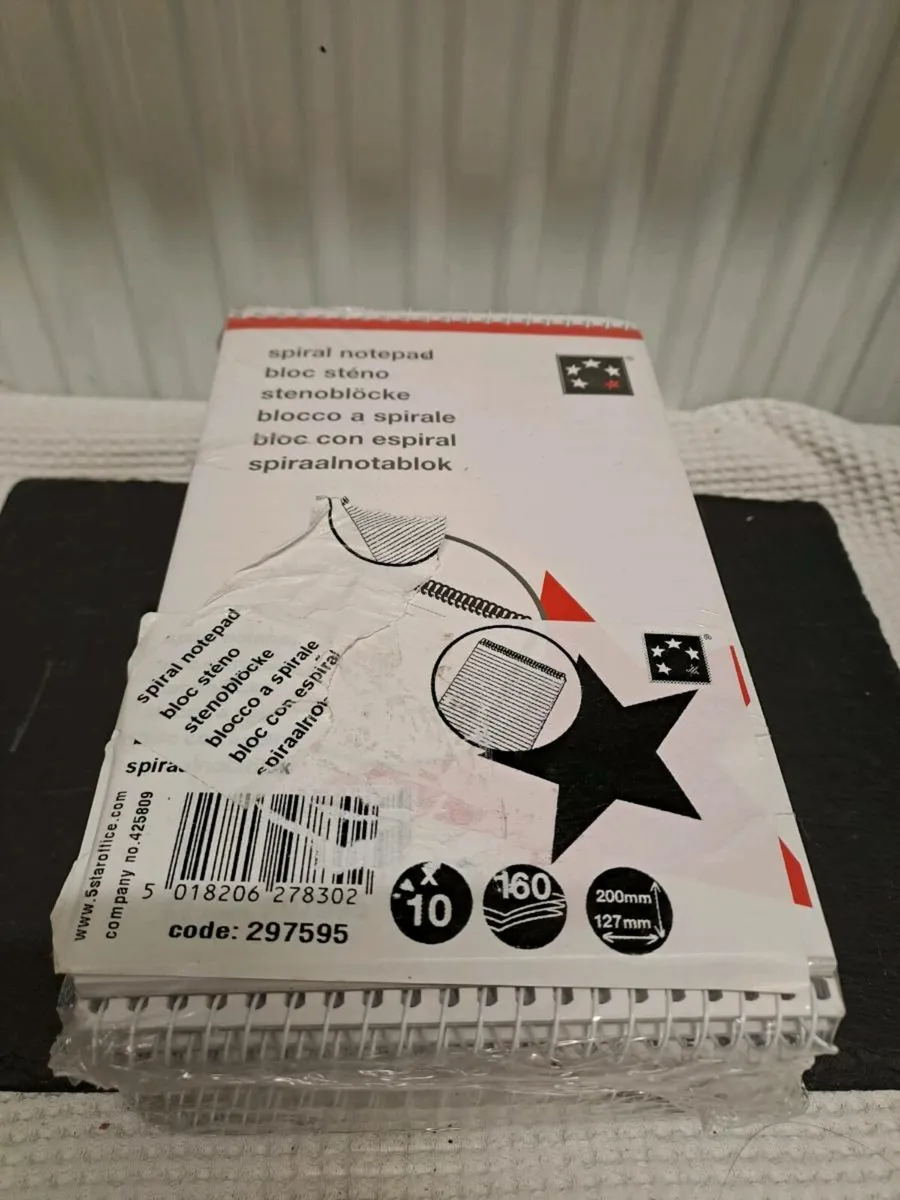 spiral notepad
bloc sténo
stenoblöcke
blocco a spirale
bloc con espiral
spiraalnotablok
spiral notepad
bloc sténo
stenoblöcke
blocco a spirale
bloc con espiral
www.5staroffice.com
company no.425809
5 018206 278302
code: 297595
x
10
160
200mm
127mm